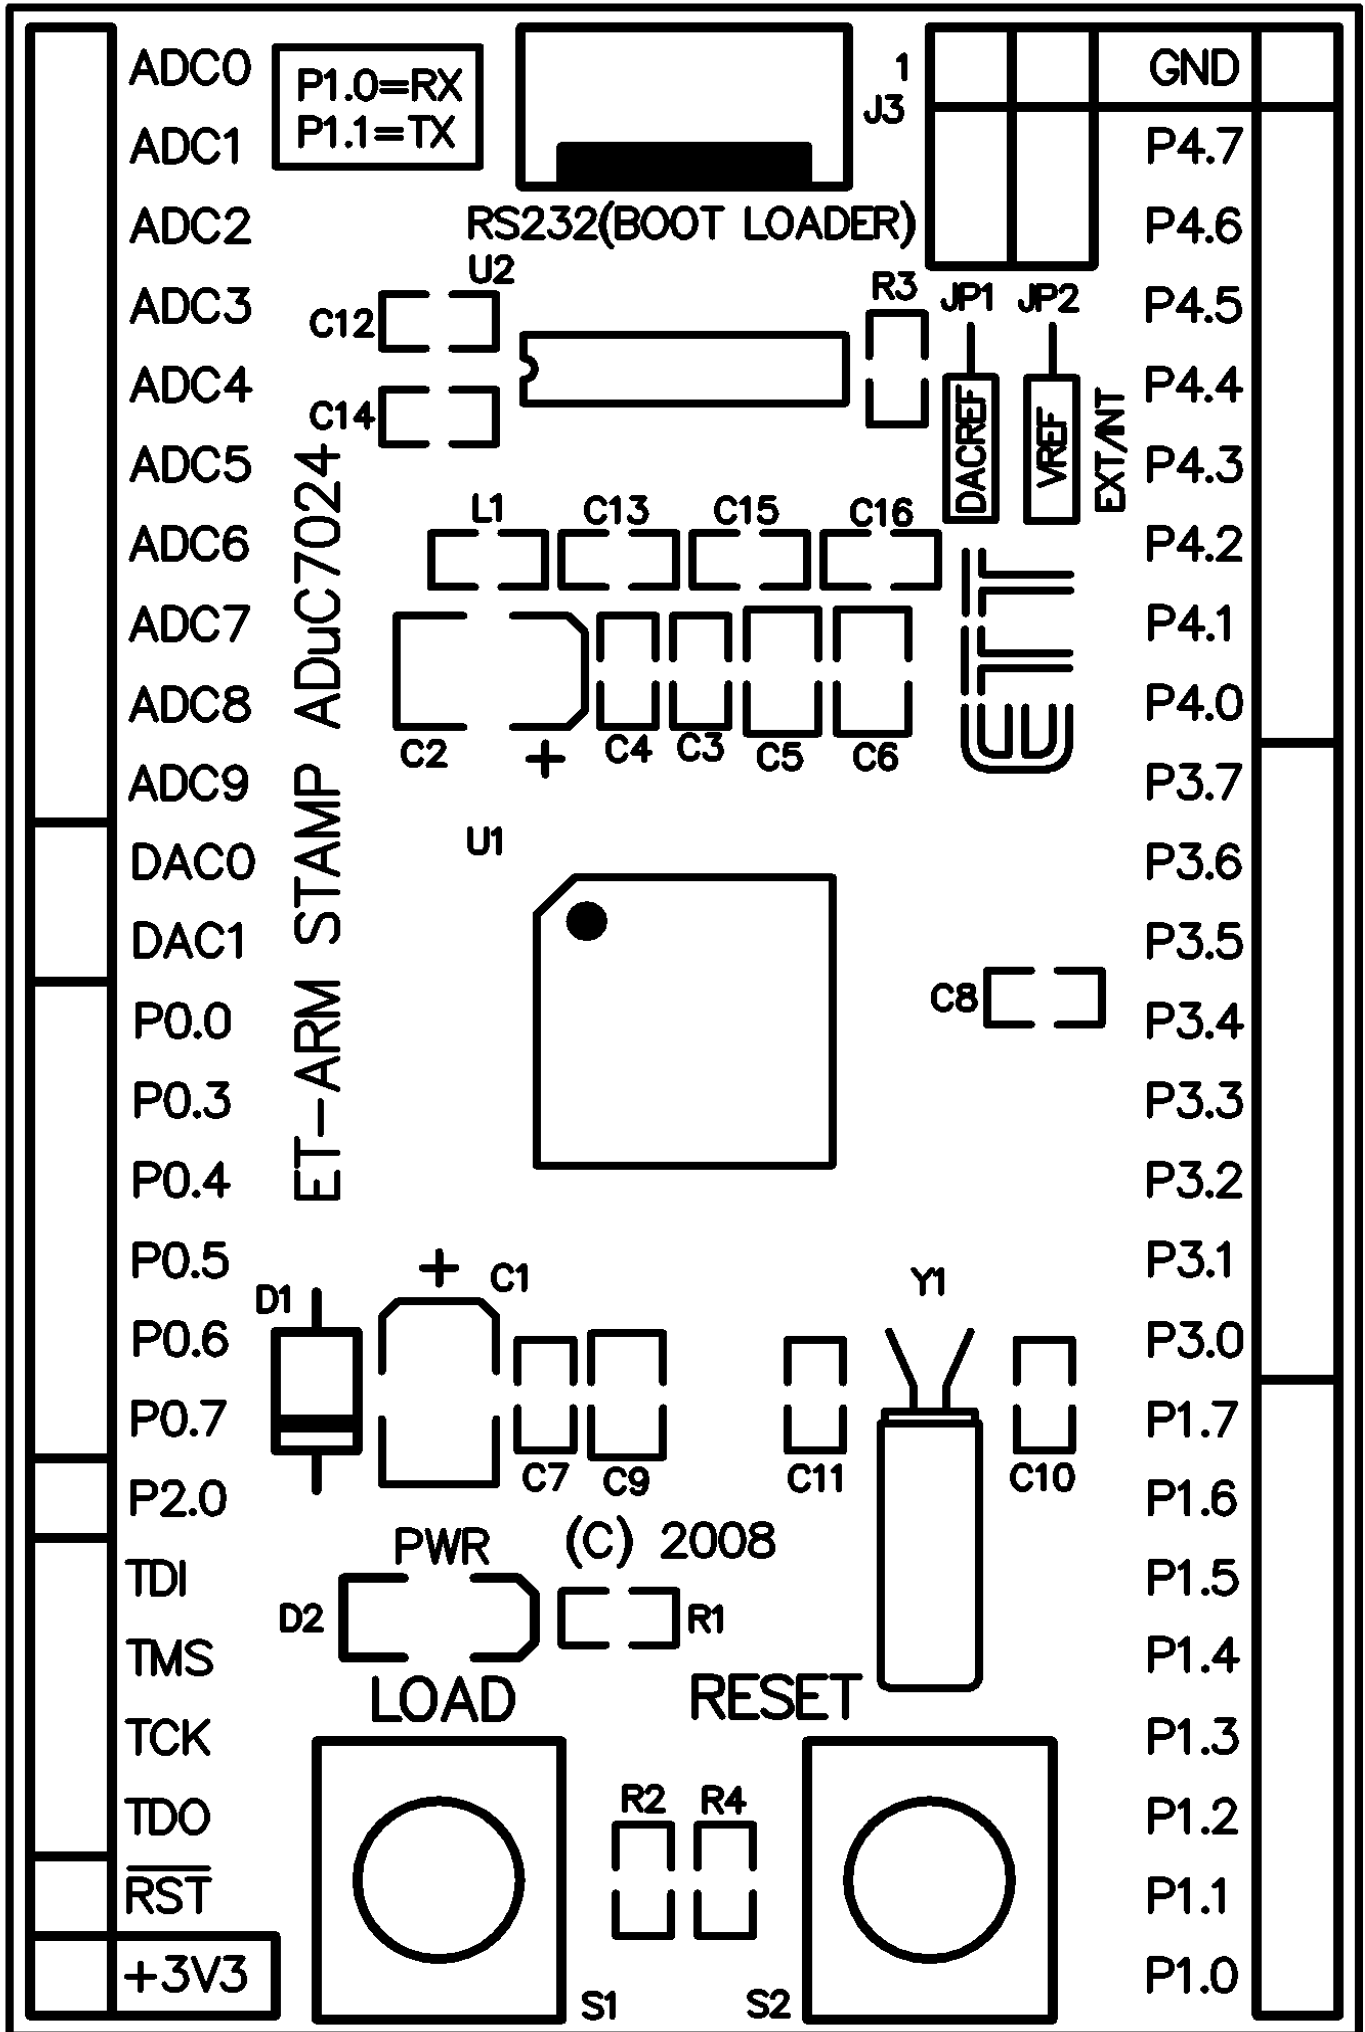 ADC0
ADC1
ADC2
ADC3
ADC4
ADC5
ADC6
ADC7
ADC8
ADC9
DAC0
DAC1
P0.0
P0.3
P0.4
P0.5
P0.6
P0.7
P2.0
TDI
TMS
TCK
TDO
RST
+3V3
P1.0=RX
P1.1=TX
ET-ARM STAMP ADuC7024
1
J3
RS232(BOOT LOADER)
U2
C12
C14
R3
JP1
JP2
DACREF
VREF
EXT/INT
L1
C13
C15
C16
C2
+
C4
C3
C5
C6
ETT
U1
C8
D1
+
C1
C7
C9
Y1
C11
C10
PWR
(C) 2008
D2
R1
LOAD
RESET
R2
R4
S1
S2
GND
P4.7
P4.6
P4.5
P4.4
P4.3
P4.2
P4.1
P4.0
P3.7
P3.6
P3.5
P3.4
P3.3
P3.2
P3.1
P3.0
P1.7
P1.6
P1.5
P1.4
P1.3
P1.2
P1.1
P1.0